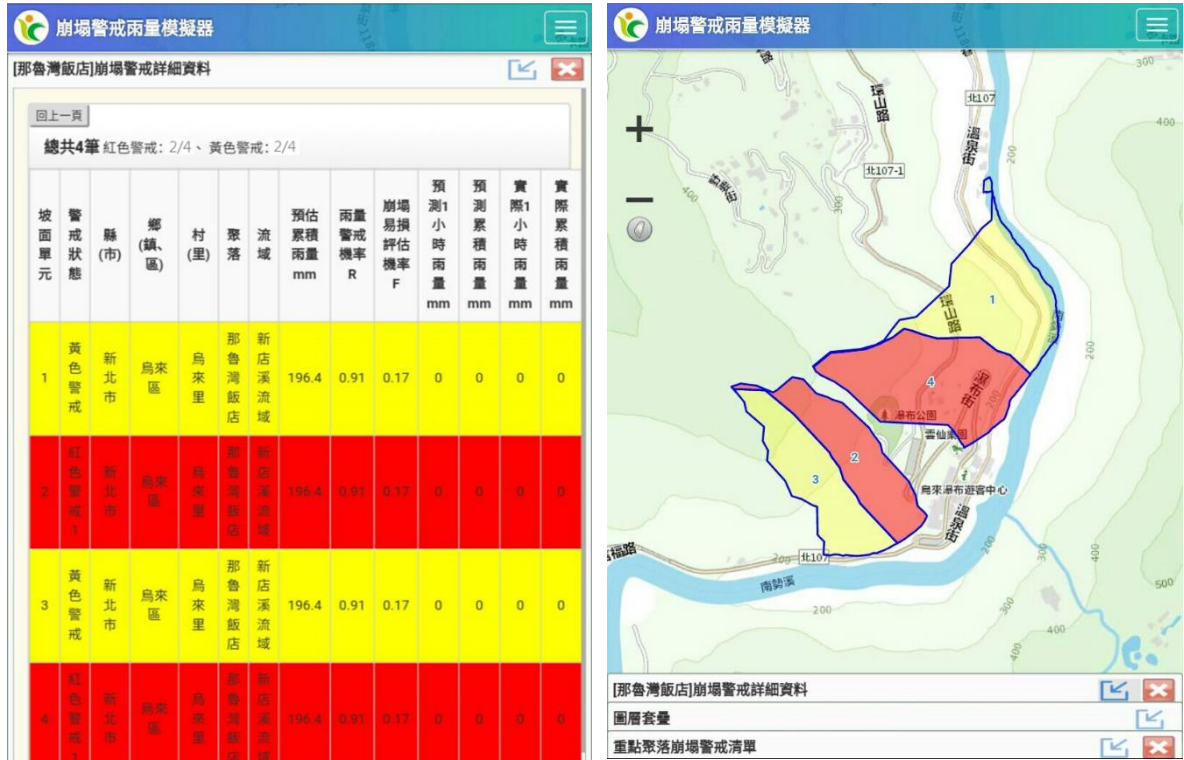 崩塌警戒雨量模擬器
[那魯灣飯店]崩塌警戒詳細資料
回上一頁
總共4筆 紅色警戒: 2/4、 黃色警戒: 2/4
坡面單元 警戒狀態 縣(市) 鄉(鎮、區) 村(里) 聚落 流域 預估累積雨量mm 雨量警戒機率R 崩塌易損評估機率F 預測1小時雨量mm 預測累積雨量mm 實際1小時雨量mm 實際累積雨量mm
1 黃色警戒 新北市 烏來區 烏來里 那魯灣飯店 新店溪流域 196.4 0.91 0.17 0 0 0 0
2 紅色警戒1 新北市 烏來區 烏來里 那魯灣飯店 新店溪流域 196.4 0.91 0.17 0 0 0 0
3 黃色警戒 新北市 烏來區 烏來里 那魯灣飯店 新店溪流域 196.4 0.91 0.17 0 0 0 0
4 紅色警戒1 新北市 烏來區 烏來里 那魯灣飯店 新店溪流域 196.4 0.91 0.17 0 0 0 0
崩塌警戒雨量模擬器
300
400
環山路
北107
溫泉街
200
北107-1
400
300
1
環山路
200
4
瀑布街
200
瀑布公園
雲仙樂園
2
3
烏來瀑布遊客中心
溫泉街
200
北107
200
300
400
500
南勢溪
200
300
400
400
[那魯灣飯店]崩塌警戒詳細資料
圖層套疊
重點聚落崩塌警戒清單